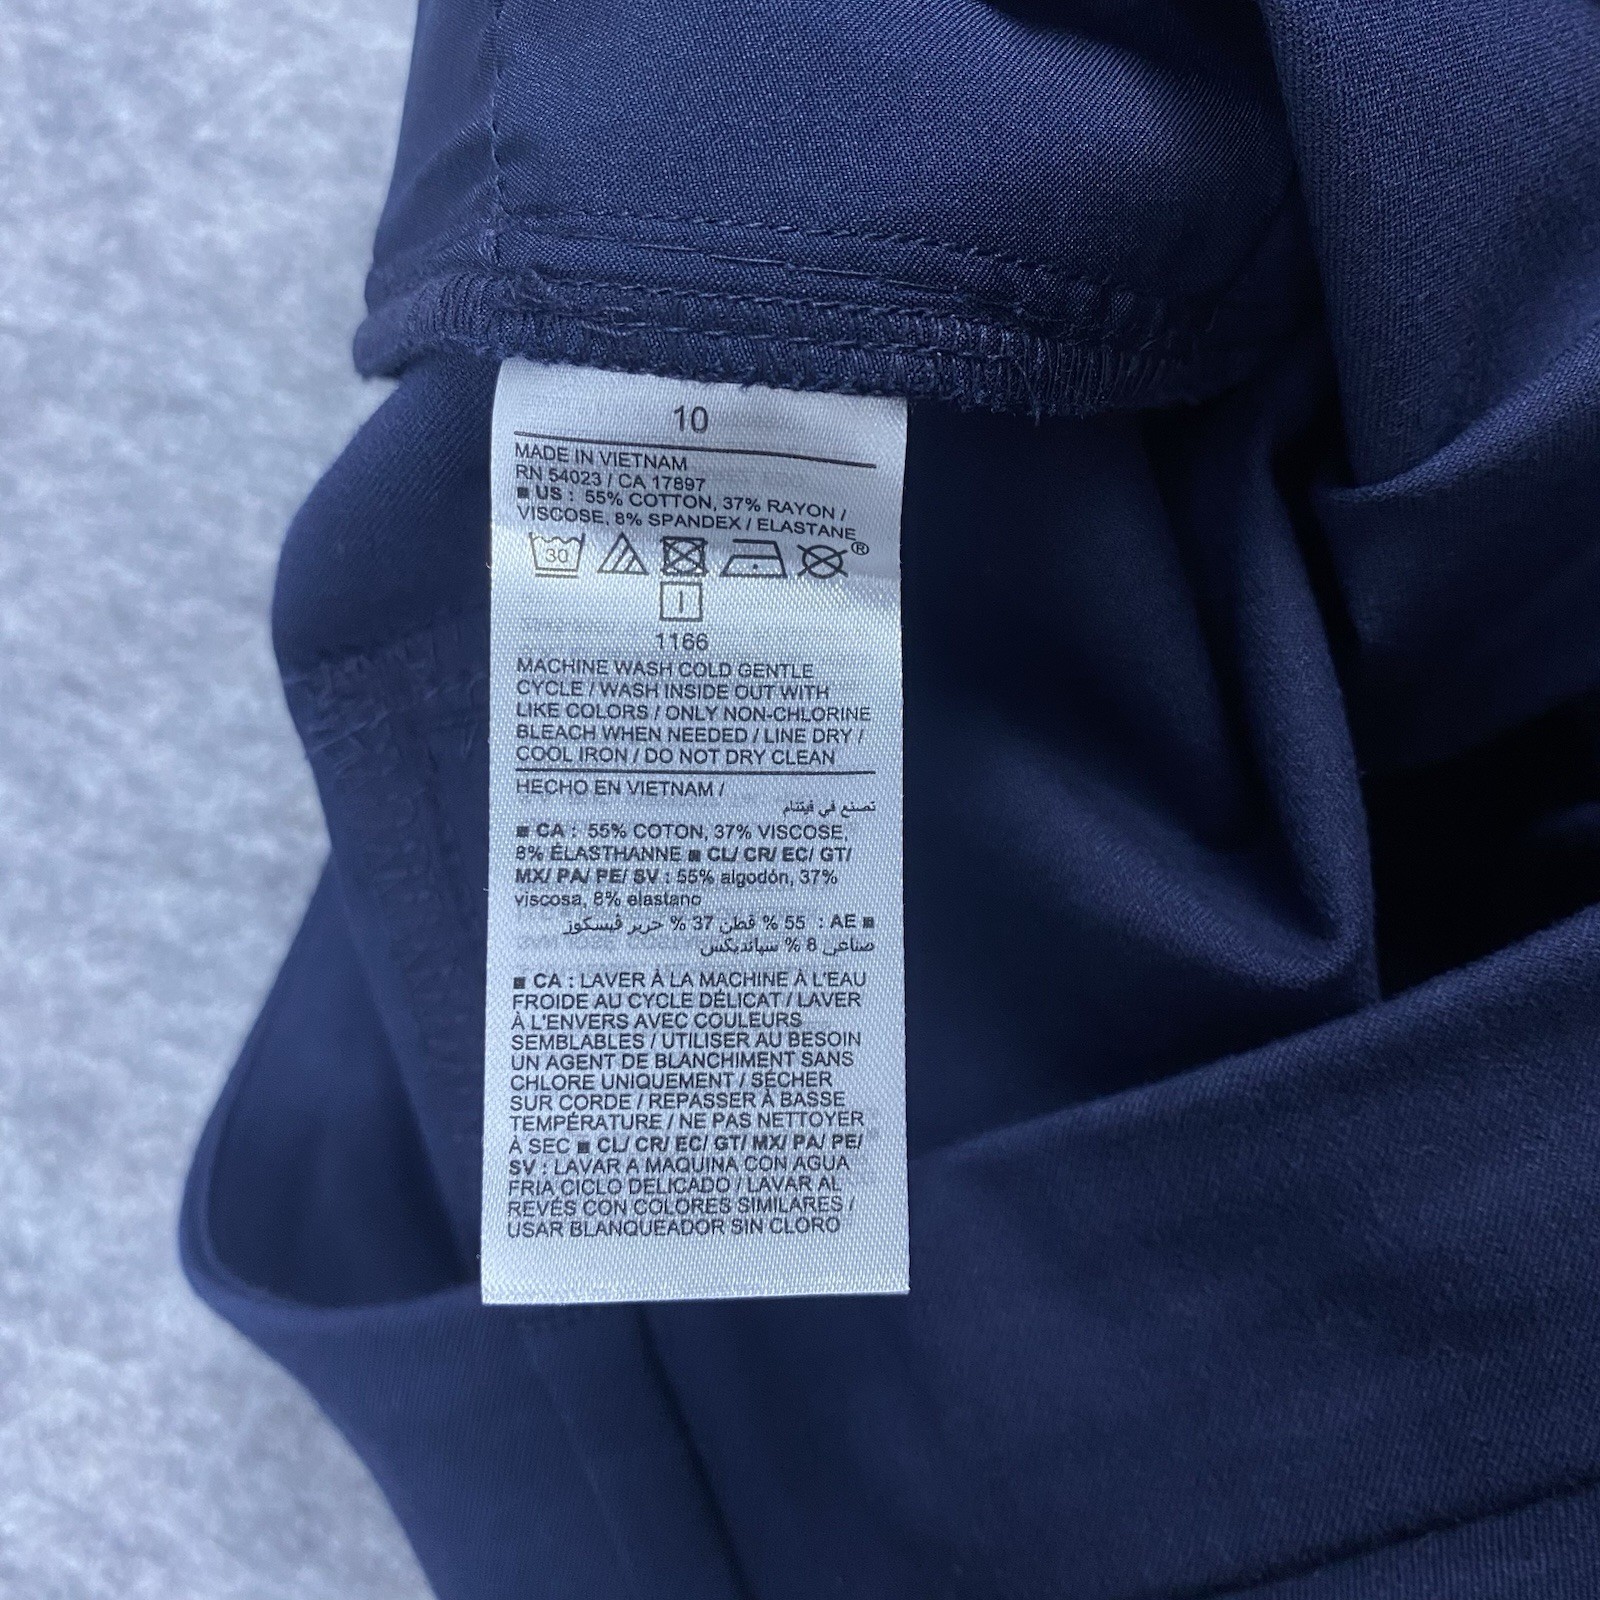 10
MADE IN VIETNAM
RN 54023 / CA 17897
■ US : 55% COTTON, 37% RAYON /
VISCOSE, 8% SPANDEX / ELASTANE
30
®
1166
MACHINE WASH COLD GENTLE
CYCLE / WASH INSIDE OUT WITH
LIKE COLORS / ONLY NON-CHLORINE
BLEACH WHEN NEEDED / LINE DRY /
COOL IRON / DO NOT DRY CLEAN
HECHO EN VIETNAM /
تصنع في فيتنام
■ CA : 55% COTON, 37% VISCOSE,
8% ÉLASTHANNE ■ CL/ CR/ EC/ GT/
MX/ PA/ PE/ SV : 55% algodón, 37%
viscosa, 8% elastano
■ AE : 55 % قطن 37 % حرير ڤيسكوز
صناعي 8 % سباندیکس
■ CA : LAVER À LA MACHINE À L'EAU
FROIDE AU CYCLE DÉLICAT / LAVER
À L'ENVERS AVEC COULEURS
SEMBLABLES / UTILISER AU BESOIN
UN AGENT DE BLANCHIMENT SANS
CHLORE UNIQUEMENT / SÉCHER
SUR CORDE / REPASSER À BASSE
TEMPÉRATURE / NE PAS NETTOYER
À SEC ■ CL/ CR/ EC/ GT/ MX/ PA/ PE/
SV : LAVAR A MAQUINA CON AGUA
FRIA CICLO DELICADO / LAVAR AL
REVÉS CON COLORES SIMILARES /
USAR BLANQUEADOR SIN CLORO